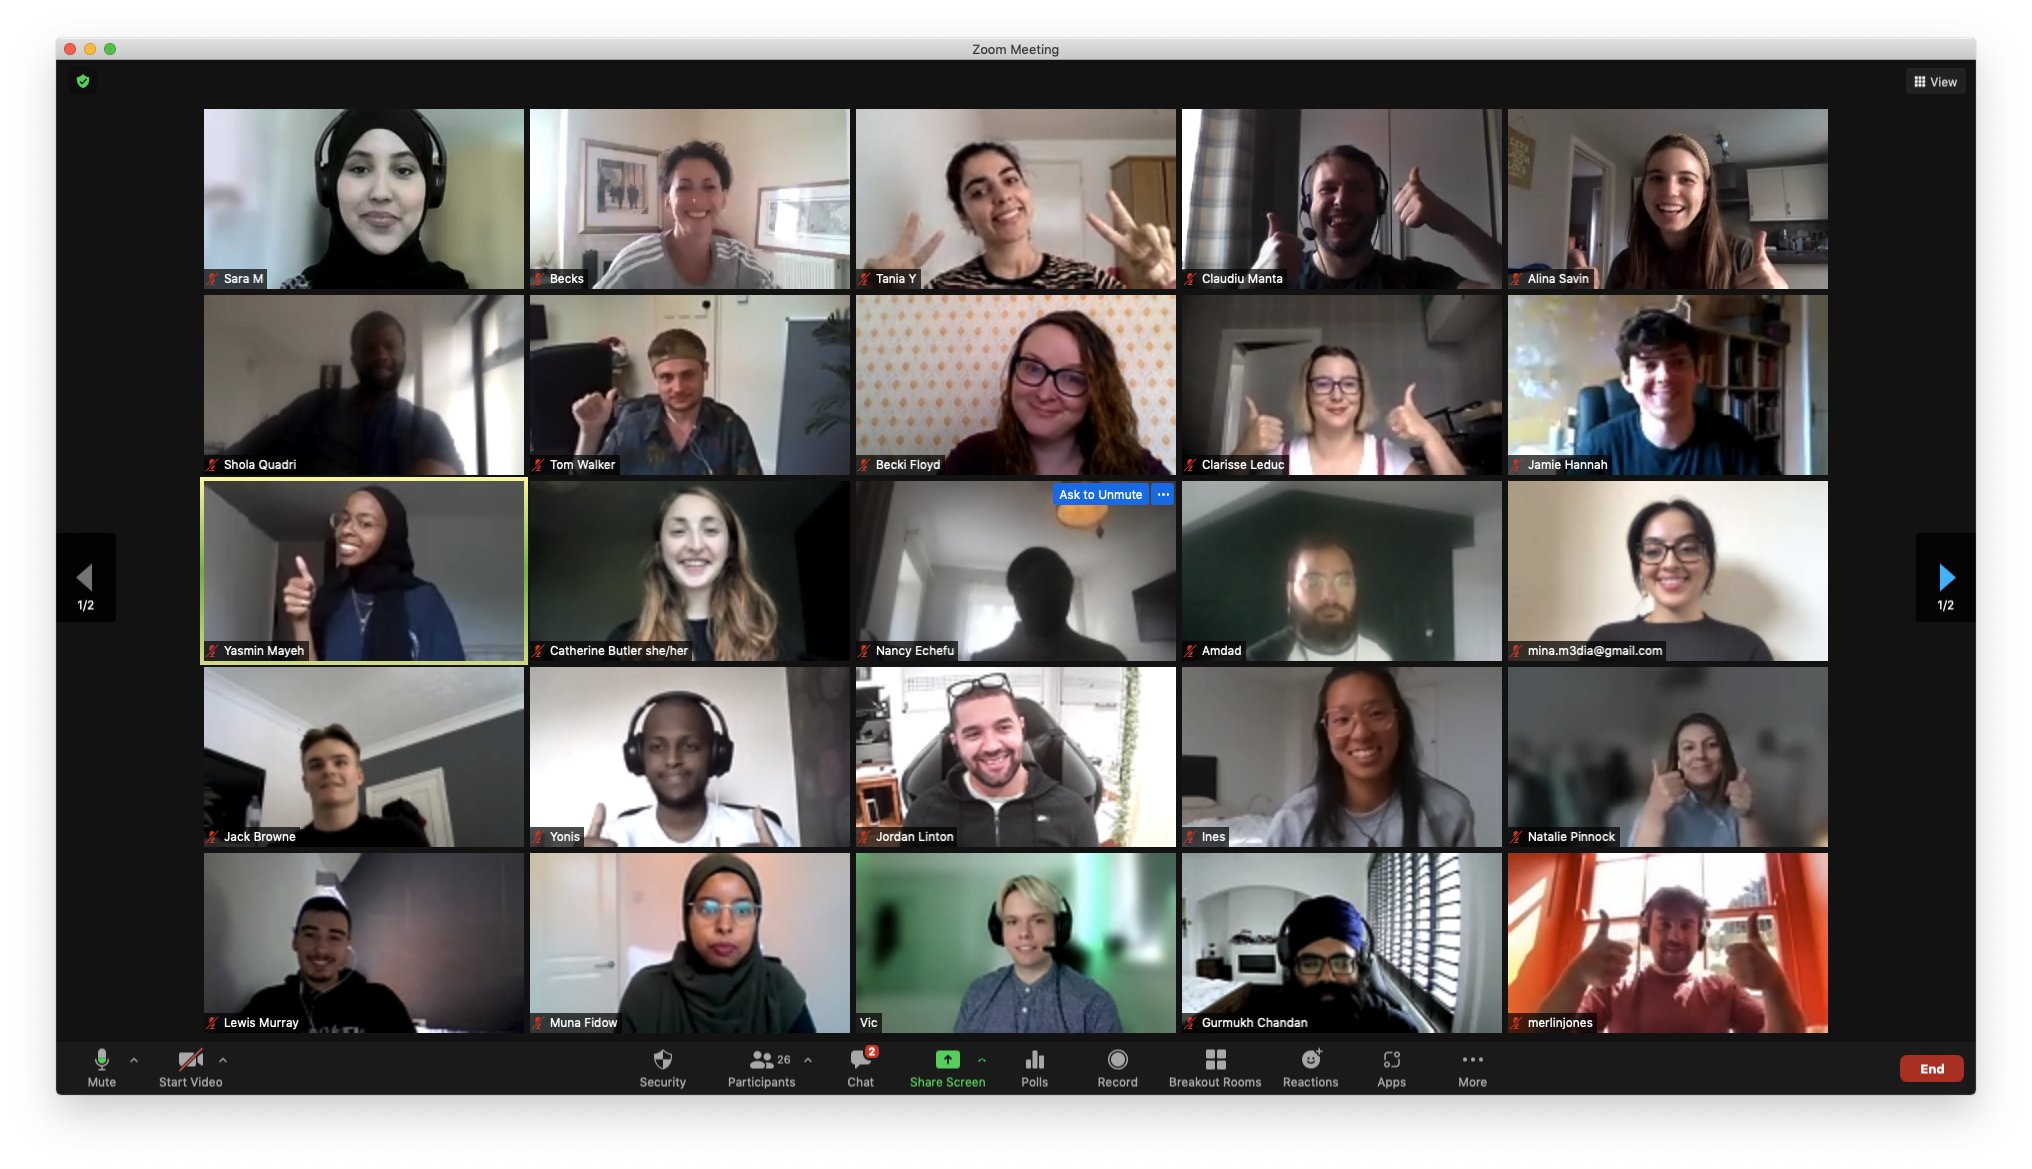 Zoom Meeting
View
Sara M
Becks
Tania Y
Claudiu Manta
Alina Savin
Shola Quadri
Tom Walker
Becki Floyd
Clarisse Leduc
Jamie Hannah
Ask to Unmute
1/2
1/2
Yasmin Mayeh
Catherine Butler she/her
Nancy Echefu
Amdad
mina.m3dia@gmail.com
Jack Browne
Yonis
Jordan Linton
Ines
Natalie Pinnock
Lewis Murray
Muna Fidow
Vic
Gurmukh Chandan
merlinjones
26
2
Mute
Start Video
Security
Participants
Chat
Share Screen
Polls
Record
Breakout Rooms
Reactions
Apps
More
End